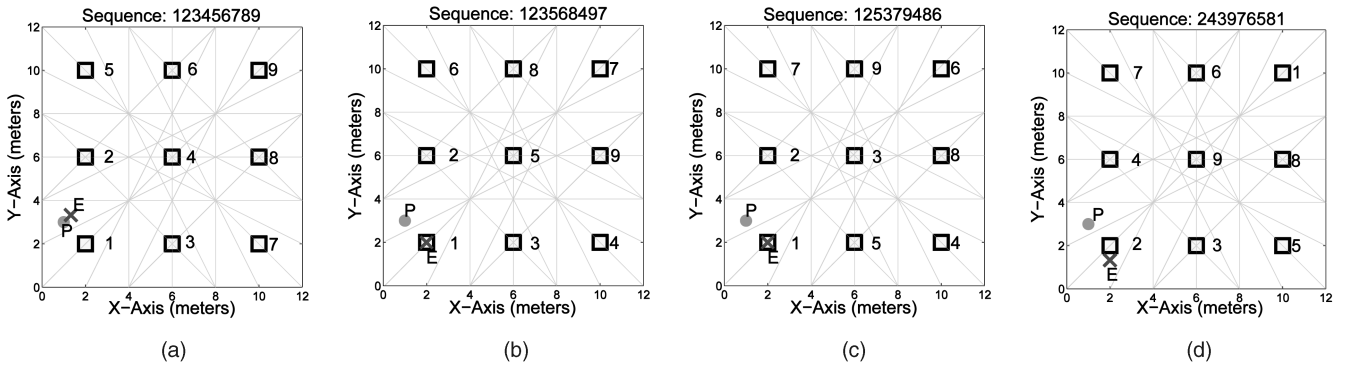 Sequence: 123456789
12
10
8
6
4
2
0
0 2 4 6 8 10 12
5 6 9
2 4 8
1 3 7
E
P
Y−Axis (meters)
X−Axis (meters)
(a)
Sequence: 123568497
12
10
8
6
4
2
0
0 2 4 6 8 10 12
6 8 7
2 5 9
1 3 4
P
E
Y−Axis (meters)
X−Axis (meters)
(b)
Sequence: 125379486
12
10
8
6
4
2
0
0 2 4 6 8 10 12
7 9 6
2 3 8
1 5 4
P
E
Y−Axis (meters)
X−Axis (meters)
(c)
Sequence: 243976581
12
10
8
6
4
2
0
0 2 4 6 8 10 12
7 6 1
4 9 8
2 3 5
P
E
Y−Axis (meters)
X−Axis (meters)
(d)